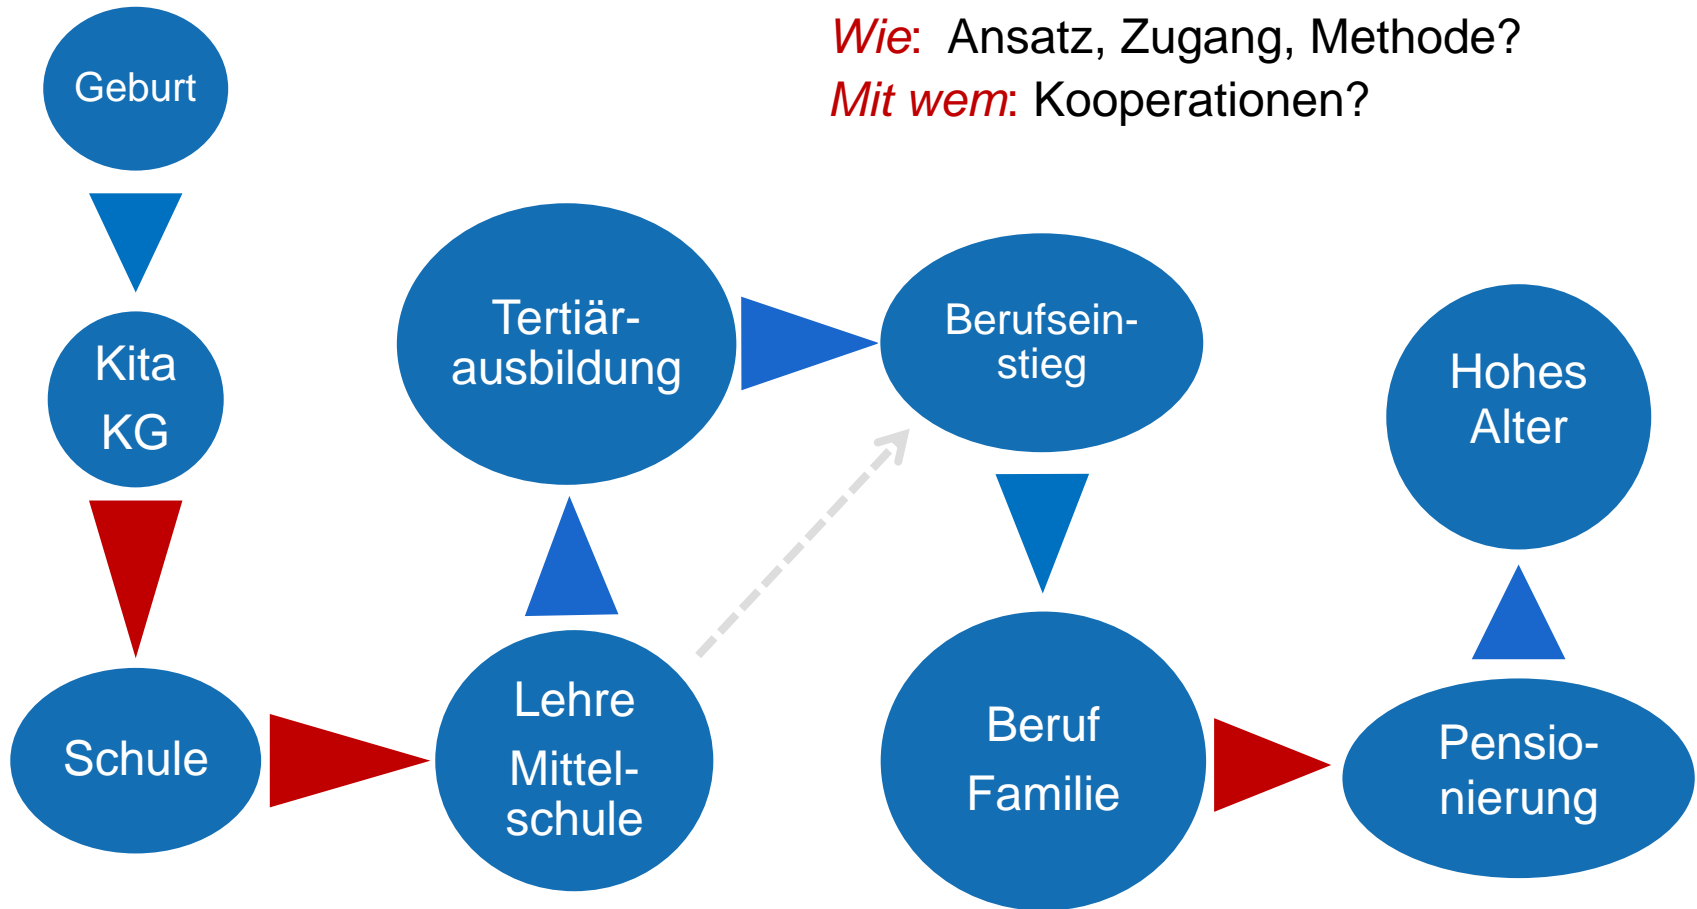 Wie: Ansatz, Zugang, Methode?
Mit wem: Kooperationen?
Geburt
Kita
KG
Schule
Lehre
Mittel-
schule
Tertiär-
ausbildung
Berufsein-
stieg
Beruf
Familie
Pensio-
nierung
Hohes
Alter